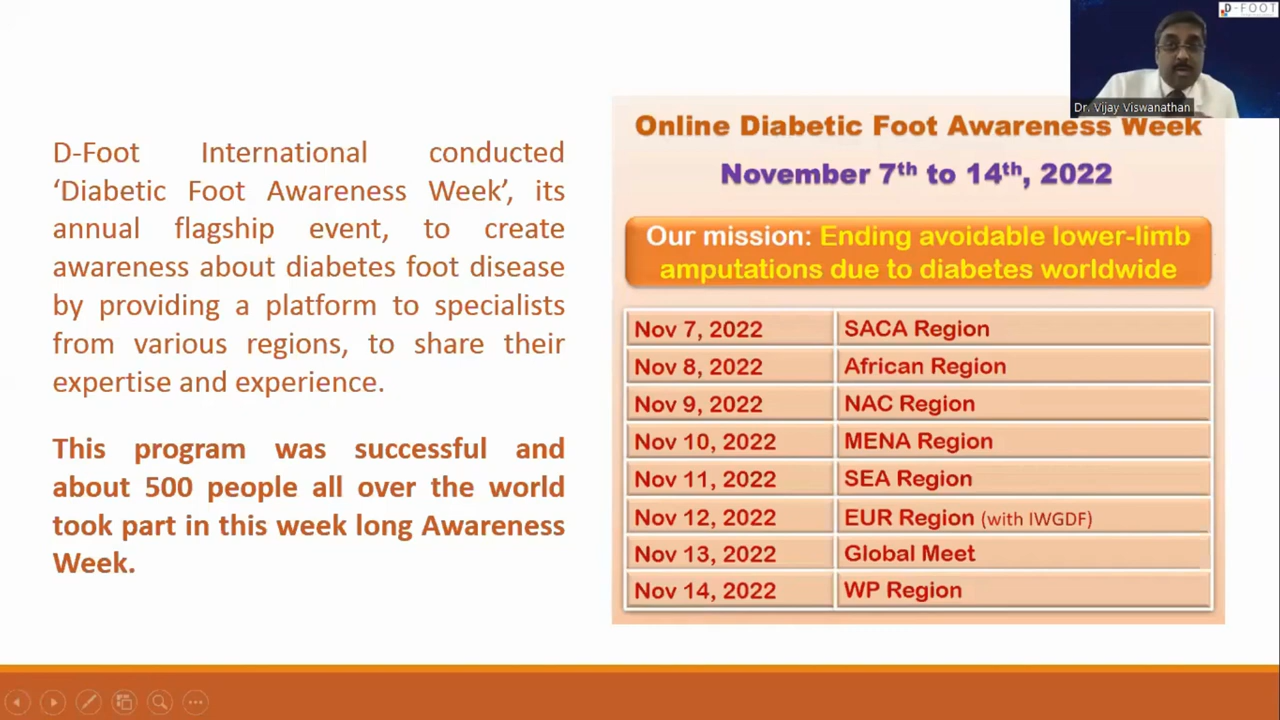 D-FOOT
Dr. Vijay Viswanathan
D-Foot International conducted
‘Diabetic Foot Awareness Week’, its
annual flagship event, to create
awareness about diabetes foot disease
by providing a platform to specialists
from various regions, to share their
expertise and experience.
This program was successful and
about 500 people all over the world
took part in this week long Awareness
Week.
Online Diabetic Foot Awareness Week
November 7th to 14th, 2022
Our mission: Ending avoidable lower-limb
amputations due to diabetes worldwide
Nov 7, 2022 SACA Region
Nov 8, 2022 African Region
Nov 9, 2022 NAC Region
Nov 10, 2022 MENA Region
Nov 11, 2022 SEA Region
Nov 12, 2022 EUR Region (with IWGDF)
Nov 13, 2022 Global Meet
Nov 14, 2022 WP Region